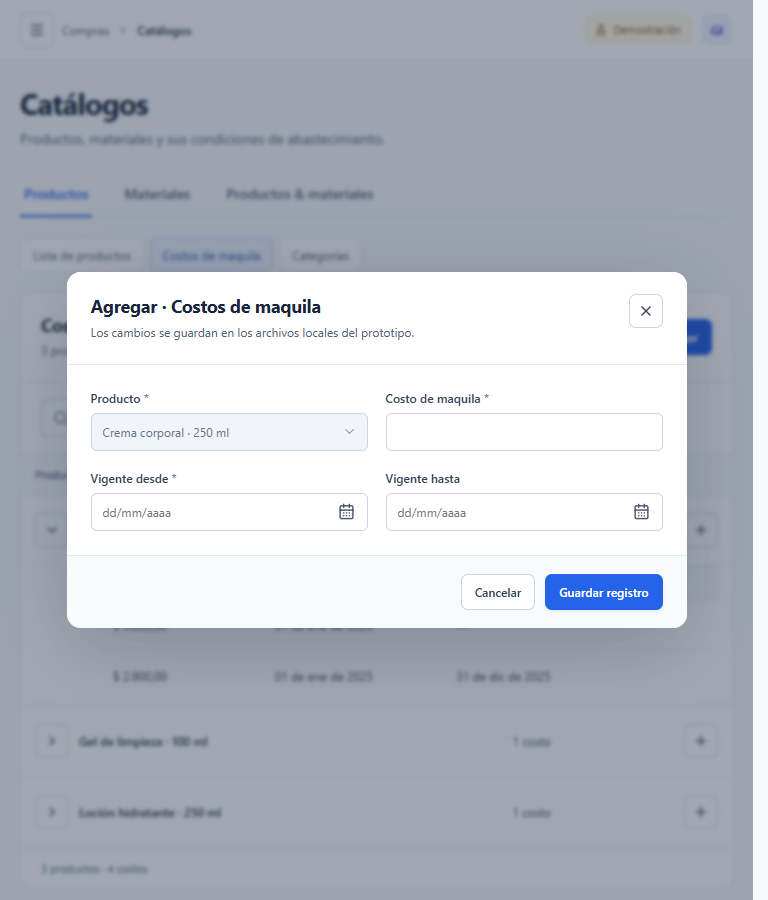 Compras > Catálogos
Demostración
Catálogos
Productos, materiales y sus condiciones de abastecimiento.
Productos Materiales Productos & materiales
Lista de productos Costos de maquila Categorías
Agregar · Costos de maquila
Los cambios se guardan en los archivos locales del prototipo.
Producto * Costo de maquila *
Crema corporal · 250 ml
Vigente desde * Vigente hasta
dd/mm/aaaa dd/mm/aaaa
Cancelar Guardar registro
$ 2.800,00 01 de ene de 2025 31 de dic de 2025
Gel de limpieza · 100 ml 1 costo
Loción hidratante · 250 ml 1 costo
3 productos · 4 costos